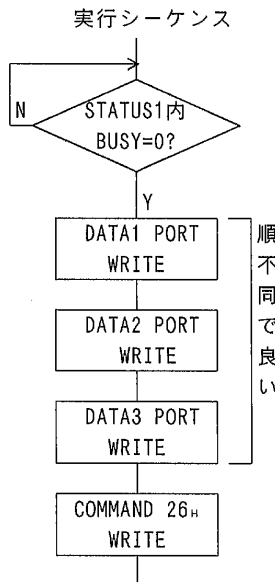 実行シーケンス
STATUS1内
BUSY=0?
N
Y
DATA1 PORT
WRITE
DATA2 PORT
WRITE
DATA3 PORT
WRITE
順不同で良い
COMMAND 26H
WRITE